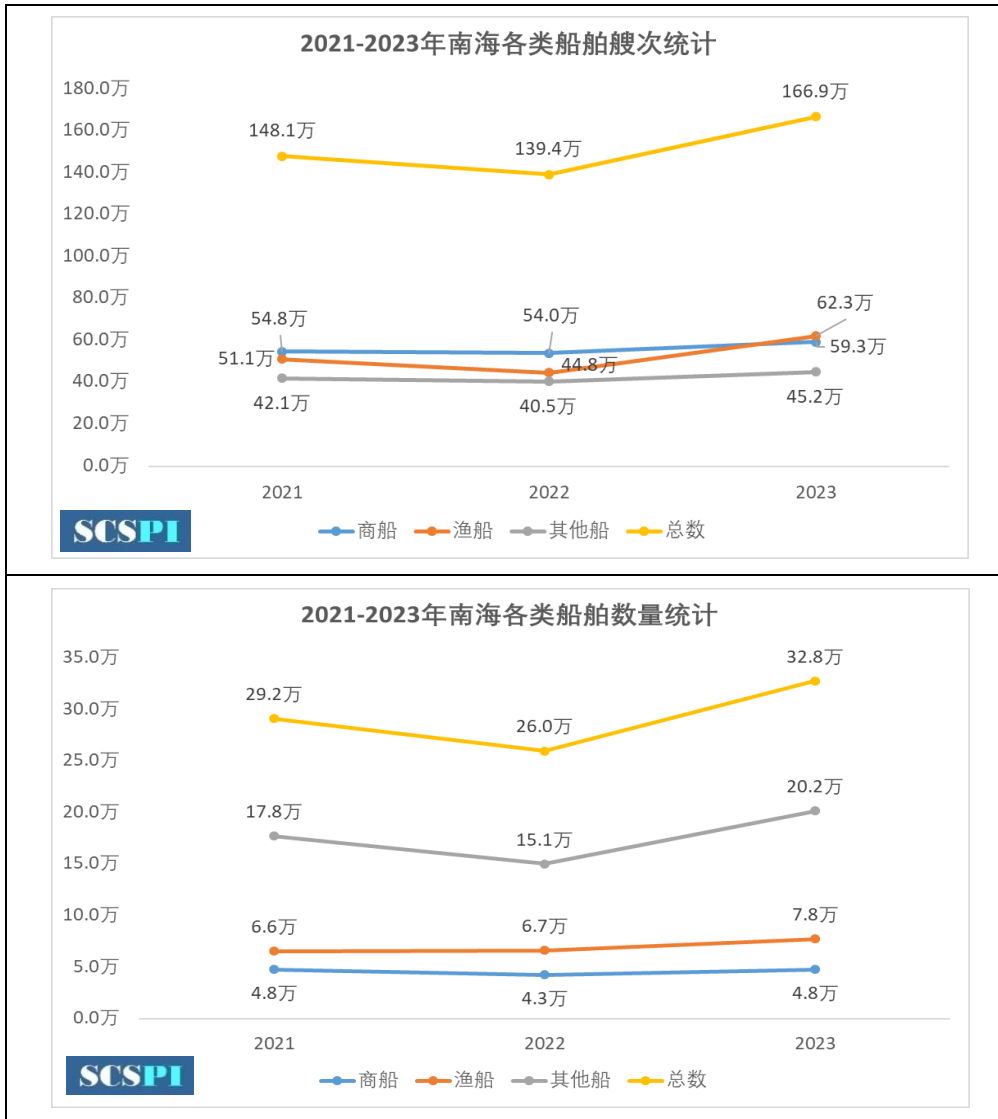 2021-2023年南海各类船舶艘次统计
180.0万
160.0万
140.0万
120.0万
100.0万
80.0万
60.0万
40.0万
20.0万
0.0万
148.1万
139.4万
166.9万
54.8万
54.0万
62.3万
51.1万
44.8万
59.3万
42.1万
40.5万
45.2万
2021
2022
2023
SCSPI
商船 渔船 其他船 总数
2021-2023年南海各类船舶数量统计
35.0万
30.0万
25.0万
20.0万
15.0万
10.0万
5.0万
0.0万
29.2万
26.0万
32.8万
17.8万
15.1万
20.2万
6.6万
6.7万
7.8万
4.8万
4.3万
4.8万
2021
2022
2023
SCSPI
商船 渔船 其他船 总数